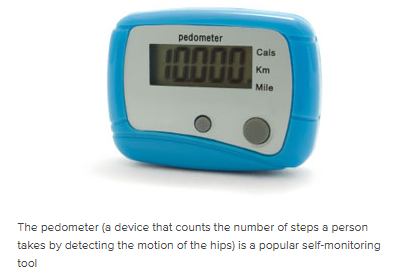 pedometer
10000
Cals
Km
Mile
The pedometer (a device that counts the number of steps a person
takes by detecting the motion of the hips) is a popular self-monitoring
tool